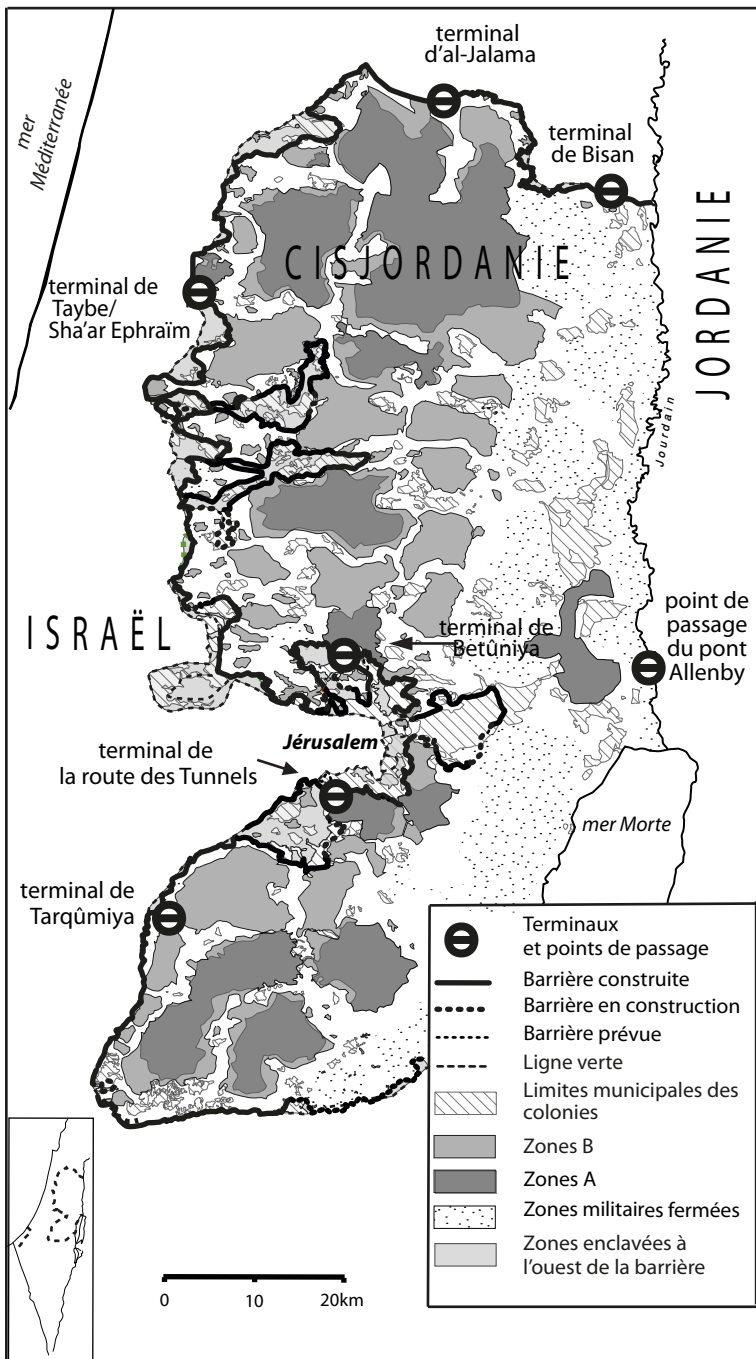 terminal
d'al-Jalama
mer
Méditerranée
terminal
de Bisan
CISJORDANIE
JORDANIE
terminal de
Taybe/
Sha'ar Ephraïm
Jourdain
ISRAËL
terminal de
Betûniya
point de
passage
du pont
Allenby
Jérusalem
terminal de
la route des Tunnels
mer Morte
terminal de
Tarqûmiya
Terminaux
et points de passage
Barrière construite
Barrière en construction
Barrière prévue
Ligne verte
Limites municipales des
colonies
Zones B
Zones A
Zones militaires fermées
Zones enclavées à
l'ouest de la barrière
0 10 20km